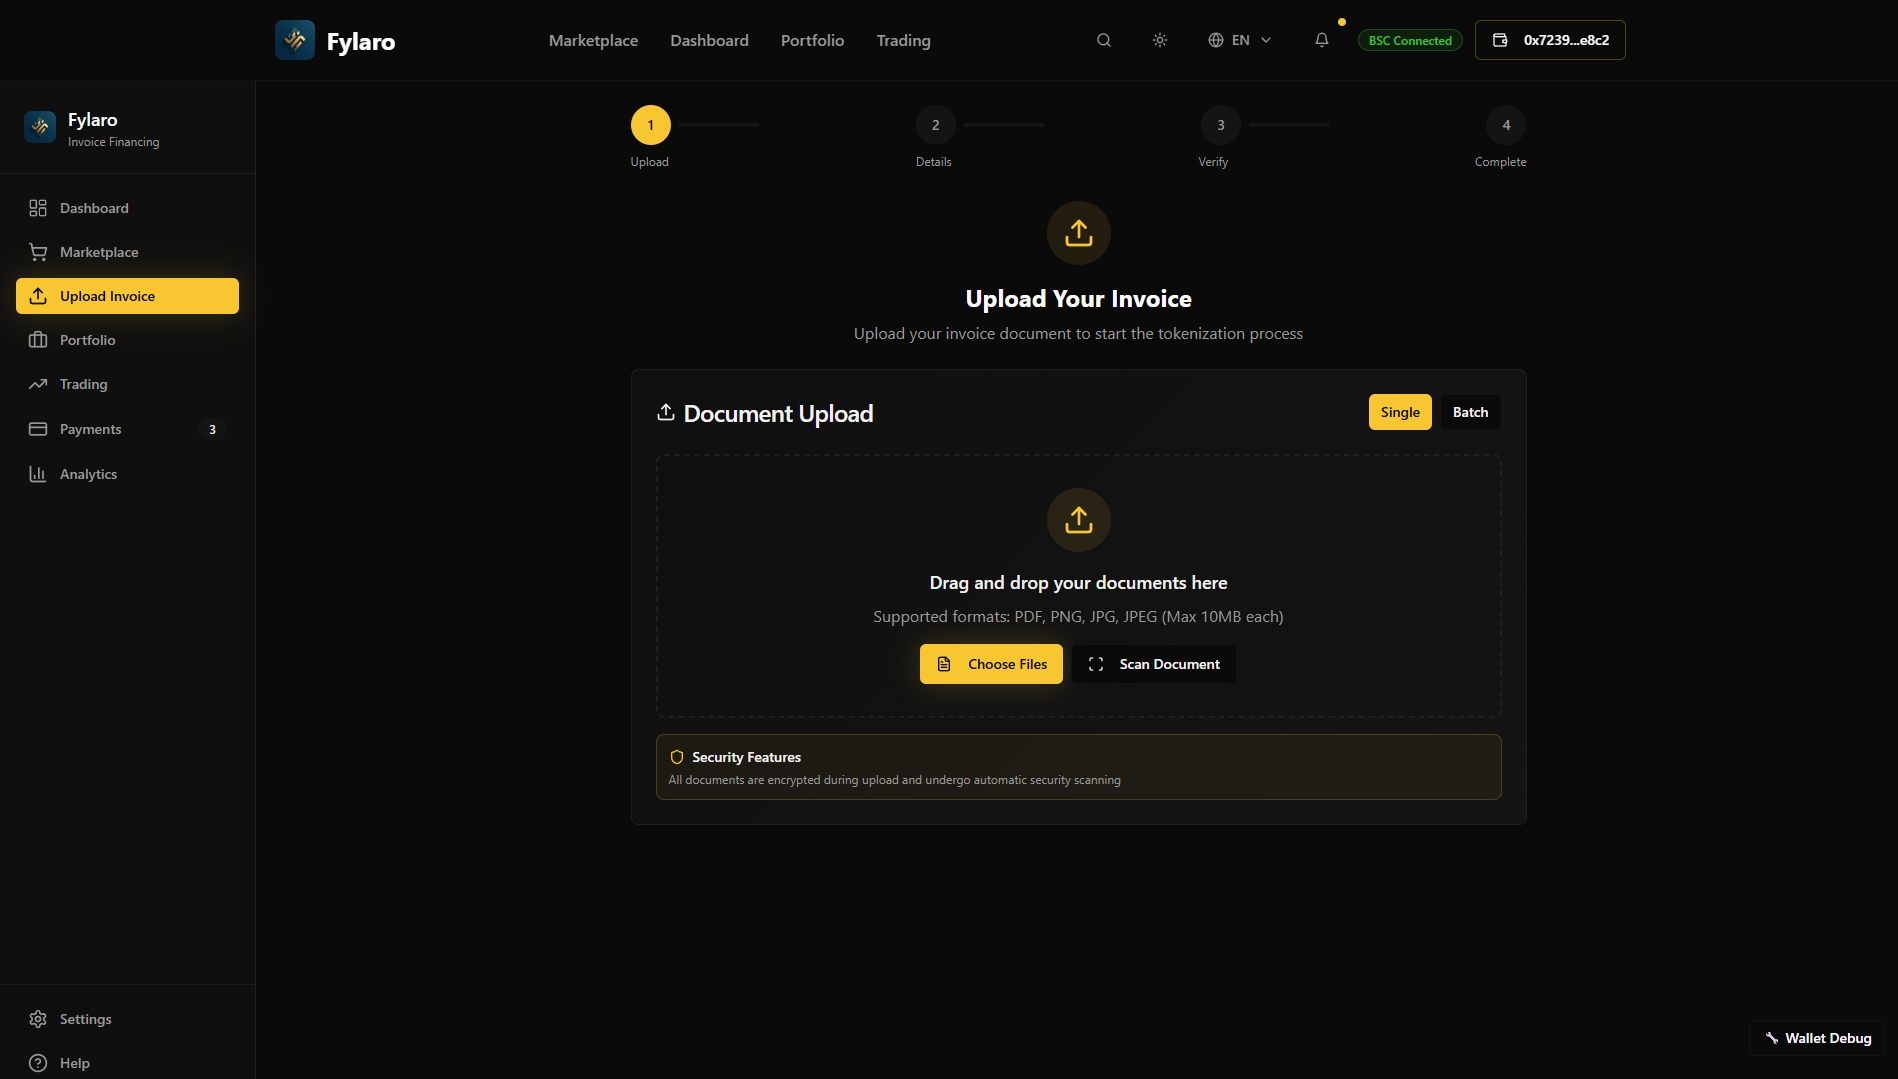 Fylaro
Marketplace
Dashboard
Portfolio
Trading
EN
BSC Connected
0x7239...e8c2
Fylaro
Invoice Financing
Dashboard
Marketplace
Upload Invoice
Portfolio
Trading
Payments
3
Analytics
Settings
Help
1
2
3
4
Upload
Details
Verify
Complete
Upload Your Invoice
Upload your invoice document to start the tokenization process
Document Upload
Single
Batch
Drag and drop your documents here
Supported formats: PDF, PNG, JPG, JPEG (Max 10MB each)
Choose Files
Scan Document
Security Features
All documents are encrypted during upload and undergo automatic security scanning
Wallet Debug